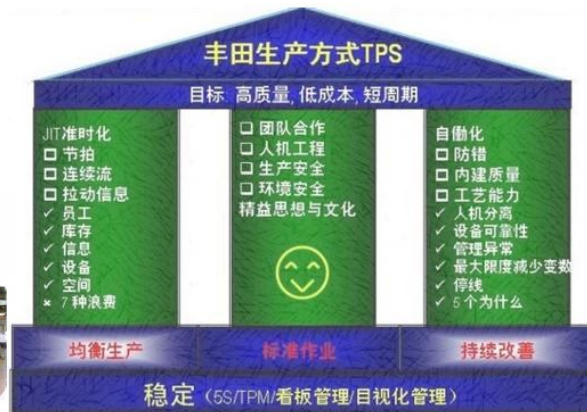 丰田生产方式TPS
目标: 高质量, 低成本, 短周期
JIT准时化
□ 节拍
□ 连续流
□ 拉动信息
✓ 员工
✓ 库存
✓ 信息
✓ 设备
✓ 空间
× 7种浪费
□ 团队合作
□ 人机工程
□ 生产安全
□ 环境安全
精益思想与文化
自働化
□ 防错
□ 内建质量
□ 工艺能力
✓ 人机分离
✓ 设备可靠性
✓ 管理异常
✓ 最大限度减少变数
✓ 停线
✓ 5个为什么
均衡生产
标准作业
持续改善
稳定（5S/TPM/看板管理/目视化管理）